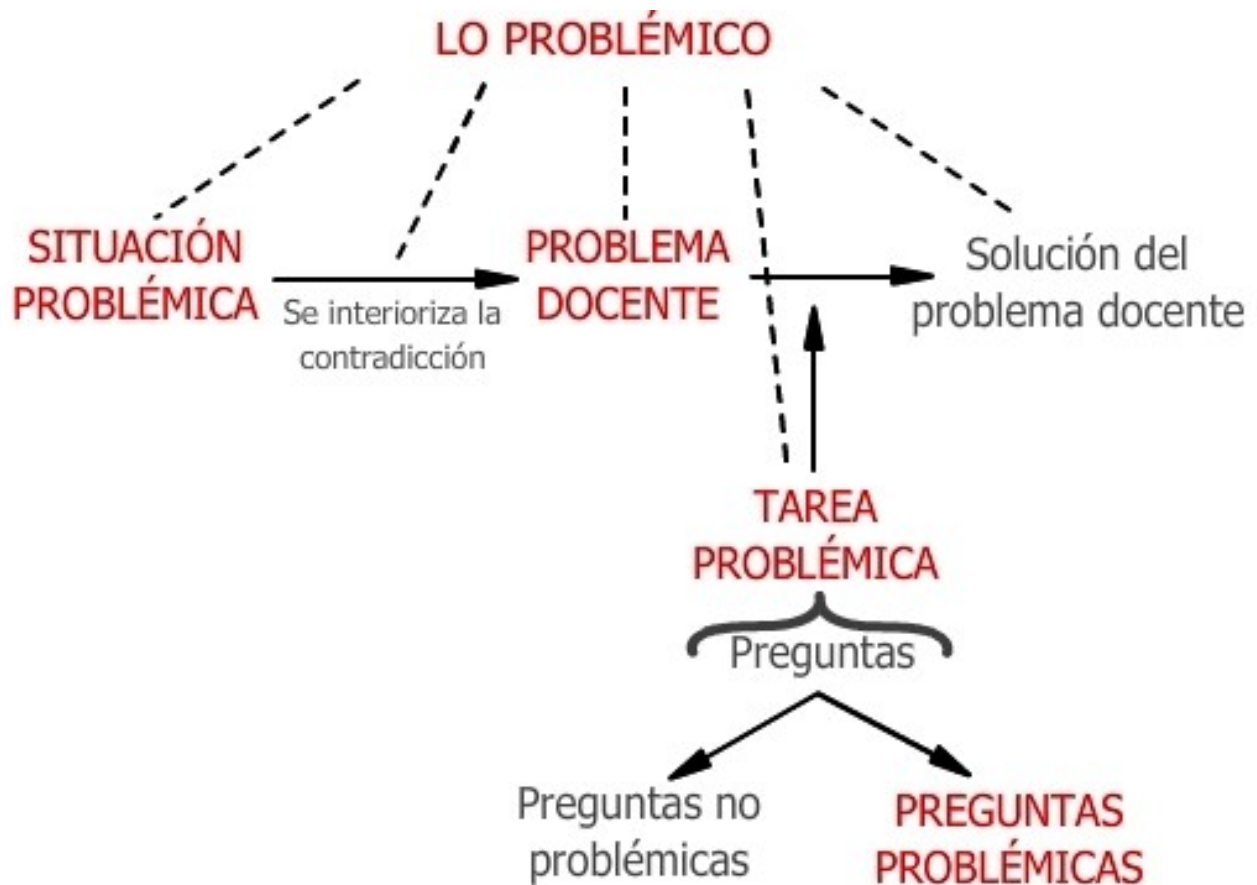 LO PROBLÉMICO
SITUACIÓN
PROBLÉMICA
Se interioriza la
contradicción
PROBLEMA
DOCENTE
Solución del
problema docente
TAREA
PROBLÉMICA
Preguntas
Preguntas no
problémicas
PREGUNTAS
PROBLÉMICAS